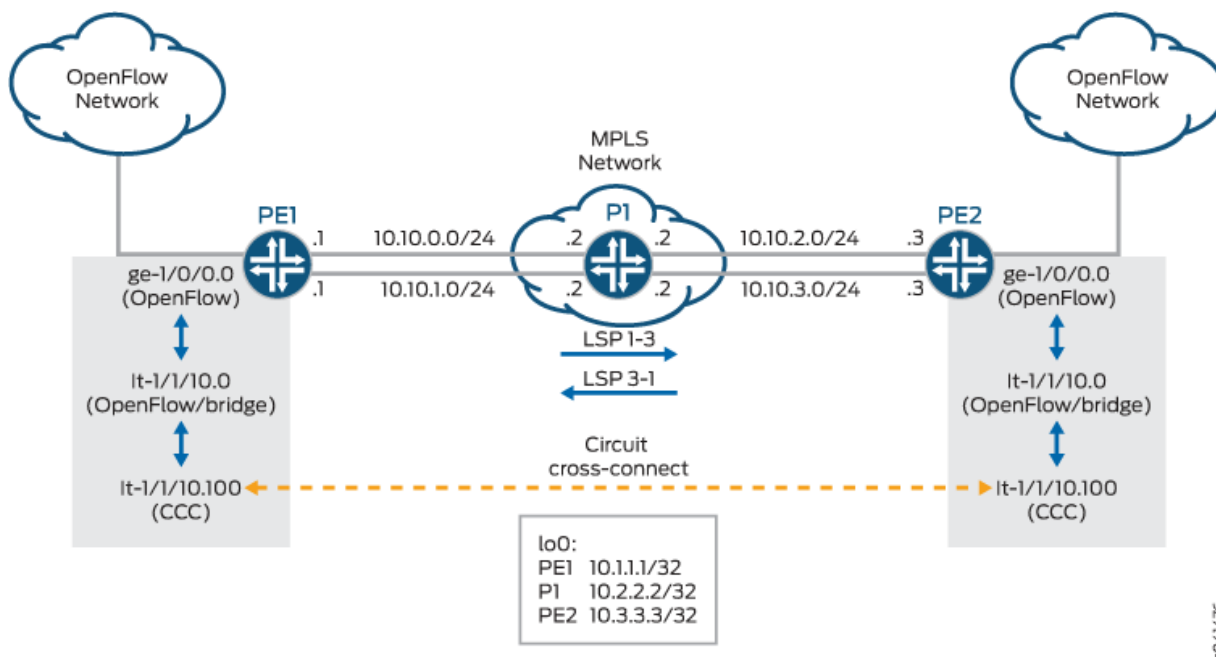 OpenFlow
Network
OpenFlow
Network
MPLS
Network
PE1
P1
PE2
.1
10.10.0.0/24
.2
.2
10.10.2.0/24
.3
.1
10.10.1.0/24
.2
.2
10.10.3.0/24
.3
ge-1/0/0.0
(OpenFlow)
ge-1/0/0.0
(OpenFlow)
LSP 1-3
LSP 3-1
lt-1/1/10.0
(OpenFlow/bridge)
lt-1/1/10.0
(OpenFlow/bridge)
Circuit
cross-connect
lt-1/1/10.100
(CCC)
lt-1/1/10.100
(CCC)
lo0:
PE1 10.1.1.1/32
P1 10.2.2.2/32
PE2 10.3.3.3/32